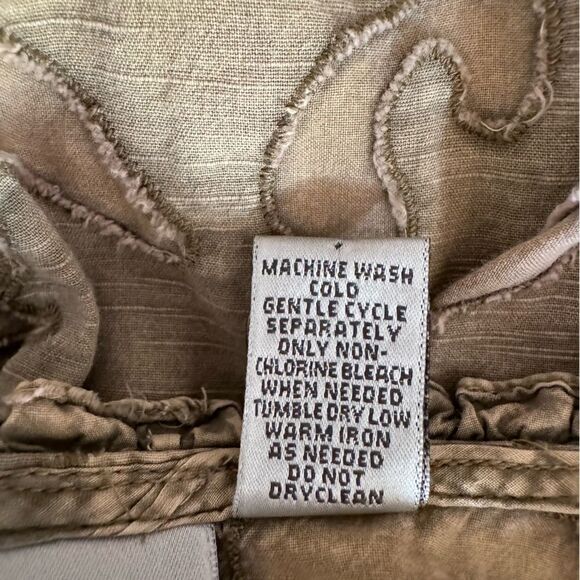 MACHINE WASH
COLD
GENTLE CYCLE
SEPARATELY
ONLY NON-
CHLORINE BLEACH
WHEN NEEDED
TUMBLE DRY LOW
WARM IRON
AS NEEDED
DO NOT
DRYCLEAN